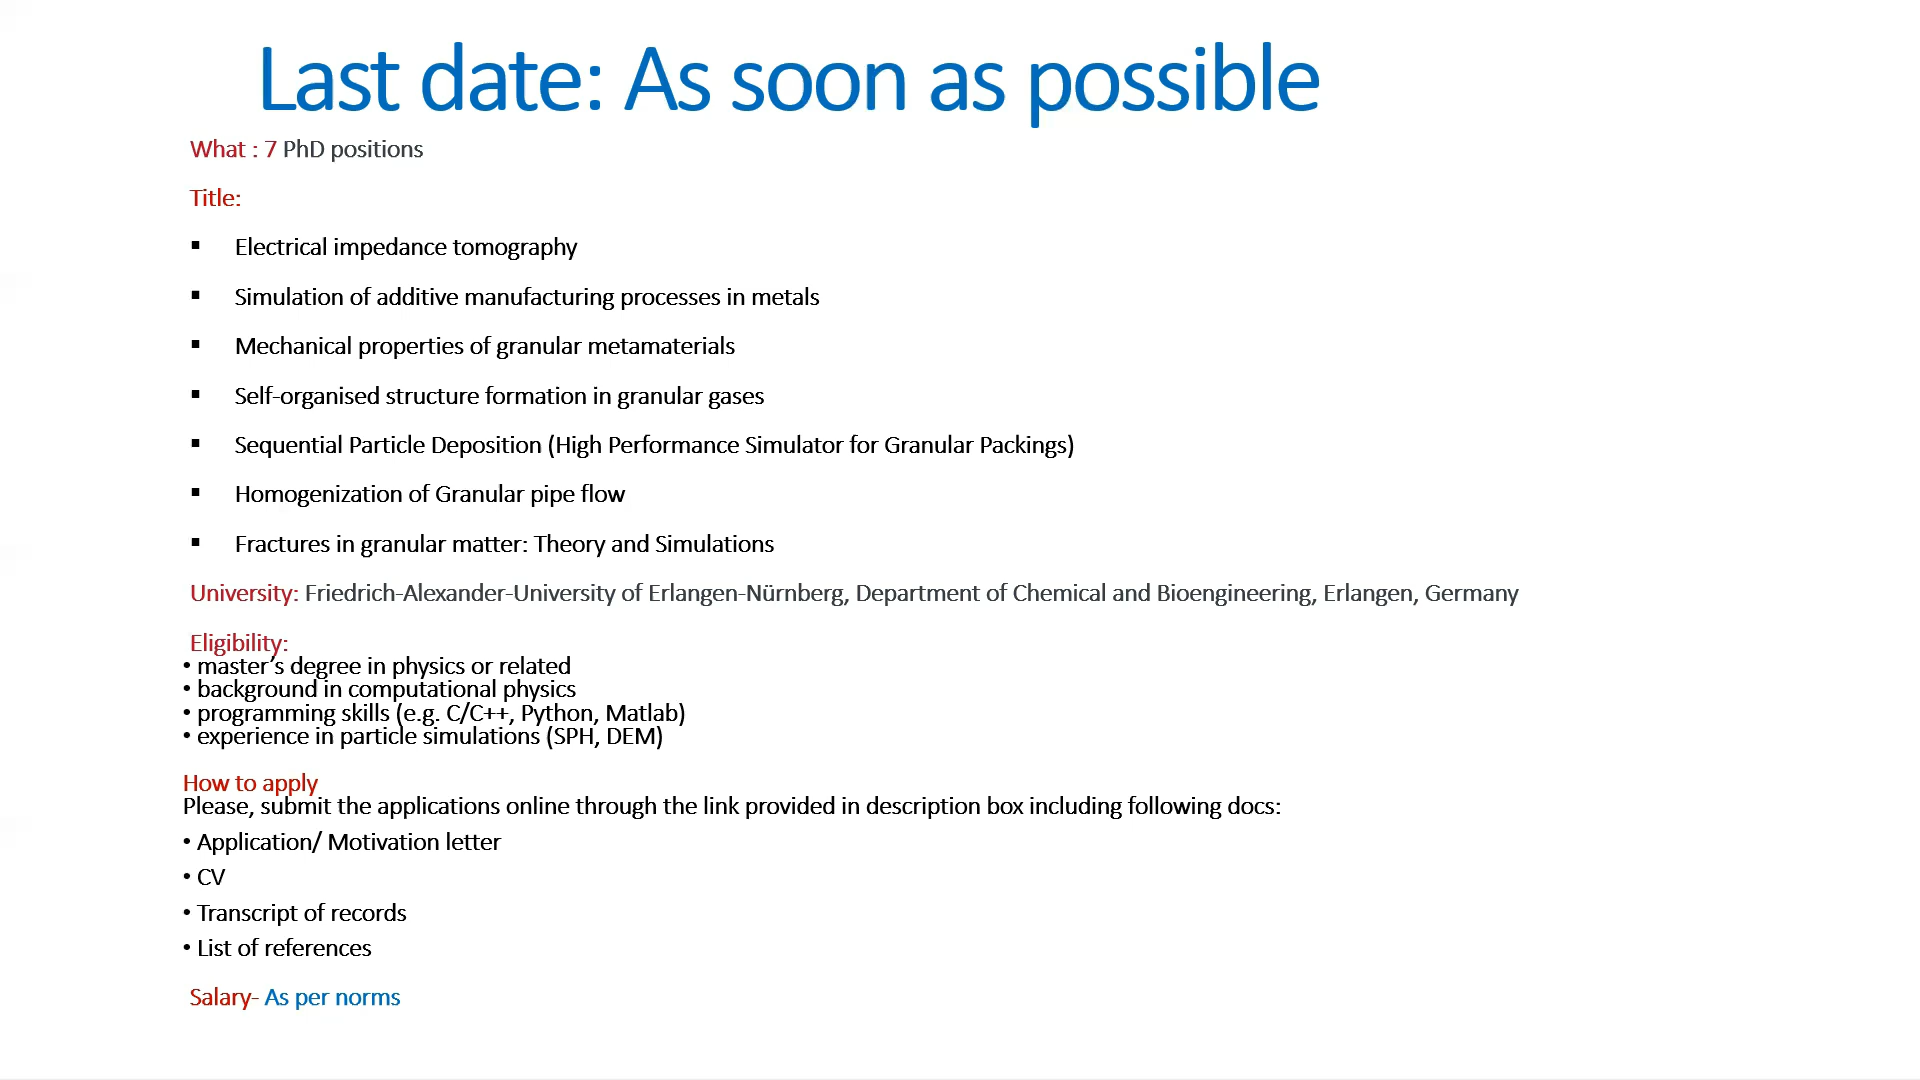 Last date: As soon as possible
What : 7 PhD positions
Title:
▪ Electrical impedance tomography
▪ Simulation of additive manufacturing processes in metals
▪ Mechanical properties of granular metamaterials
▪ Self-organised structure formation in granular gases
▪ Sequential Particle Deposition (High Performance Simulator for Granular Packings)
▪ Homogenization of Granular pipe flow
▪ Fractures in granular matter: Theory and Simulations
University: Friedrich-Alexander-University of Erlangen-Nürnberg, Department of Chemical and Bioengineering, Erlangen, Germany
Eligibility:
• master’s degree in physics or related
• background in computational physics
• programming skills (e.g. C/C++, Python, Matlab)
• experience in particle simulations (SPH, DEM)
How to apply
Please, submit the applications online through the link provided in description box including following docs:
• Application/ Motivation letter
• CV
• Transcript of records
• List of references
Salary- As per norms